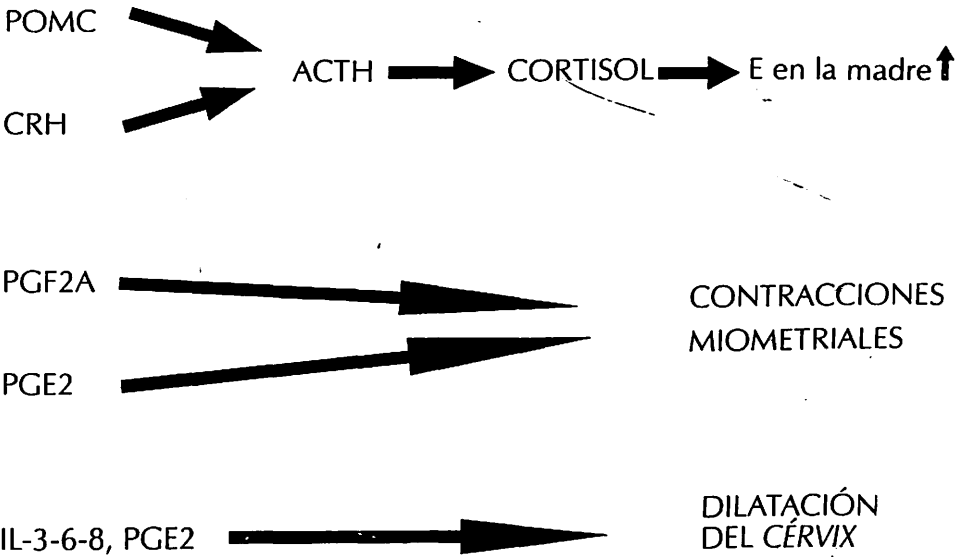 POMC
ACTH CORTISOL E en la madre
CRH
PGF2A
CONTRACCIONES
MIOMETRIALES
PGE2
IL-3-6-8, PGE2
DILATACIÓN
DEL CÉRVIX